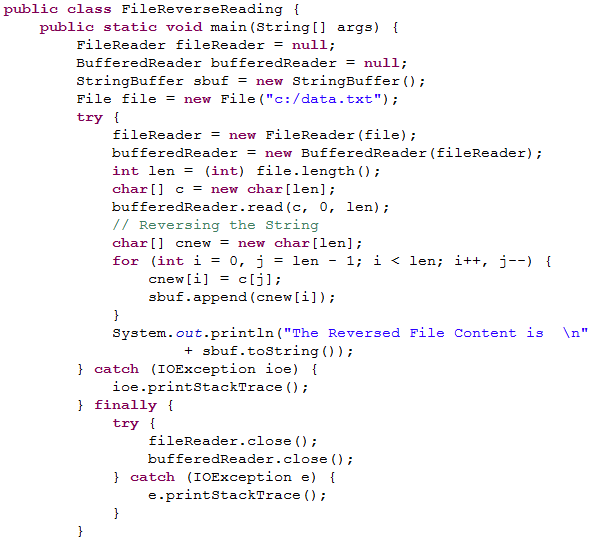 public class FileReverseReading {
    public static void main(String[] args) {
        FileReader fileReader = null;
        BufferedReader bufferedReader = null;
        StringBuffer sbuf = new StringBuffer();
        File file = new File("c:/data.txt");
        try {
            fileReader = new FileReader(file);
            bufferedReader = new BufferedReader(fileReader);
            int len = (int) file.length();
            char[] c = new char[len];
            bufferedReader.read(c, 0, len);
            // Reversing the String
            char[] cnew = new char[len];
            for (int i = 0, j = len - 1; i < len; i++, j--) {
                cnew[i] = c[j];
                sbuf.append(cnew[i]);
            }
            System.out.println("The Reversed File Content is  \n"
                    + sbuf.toString());
        } catch (IOException ioe) {
            ioe.printStackTrace();
        } finally {
            try {
                fileReader.close();
                bufferedReader.close();
            } catch (IOException e) {
                e.printStackTrace();
            }
        }